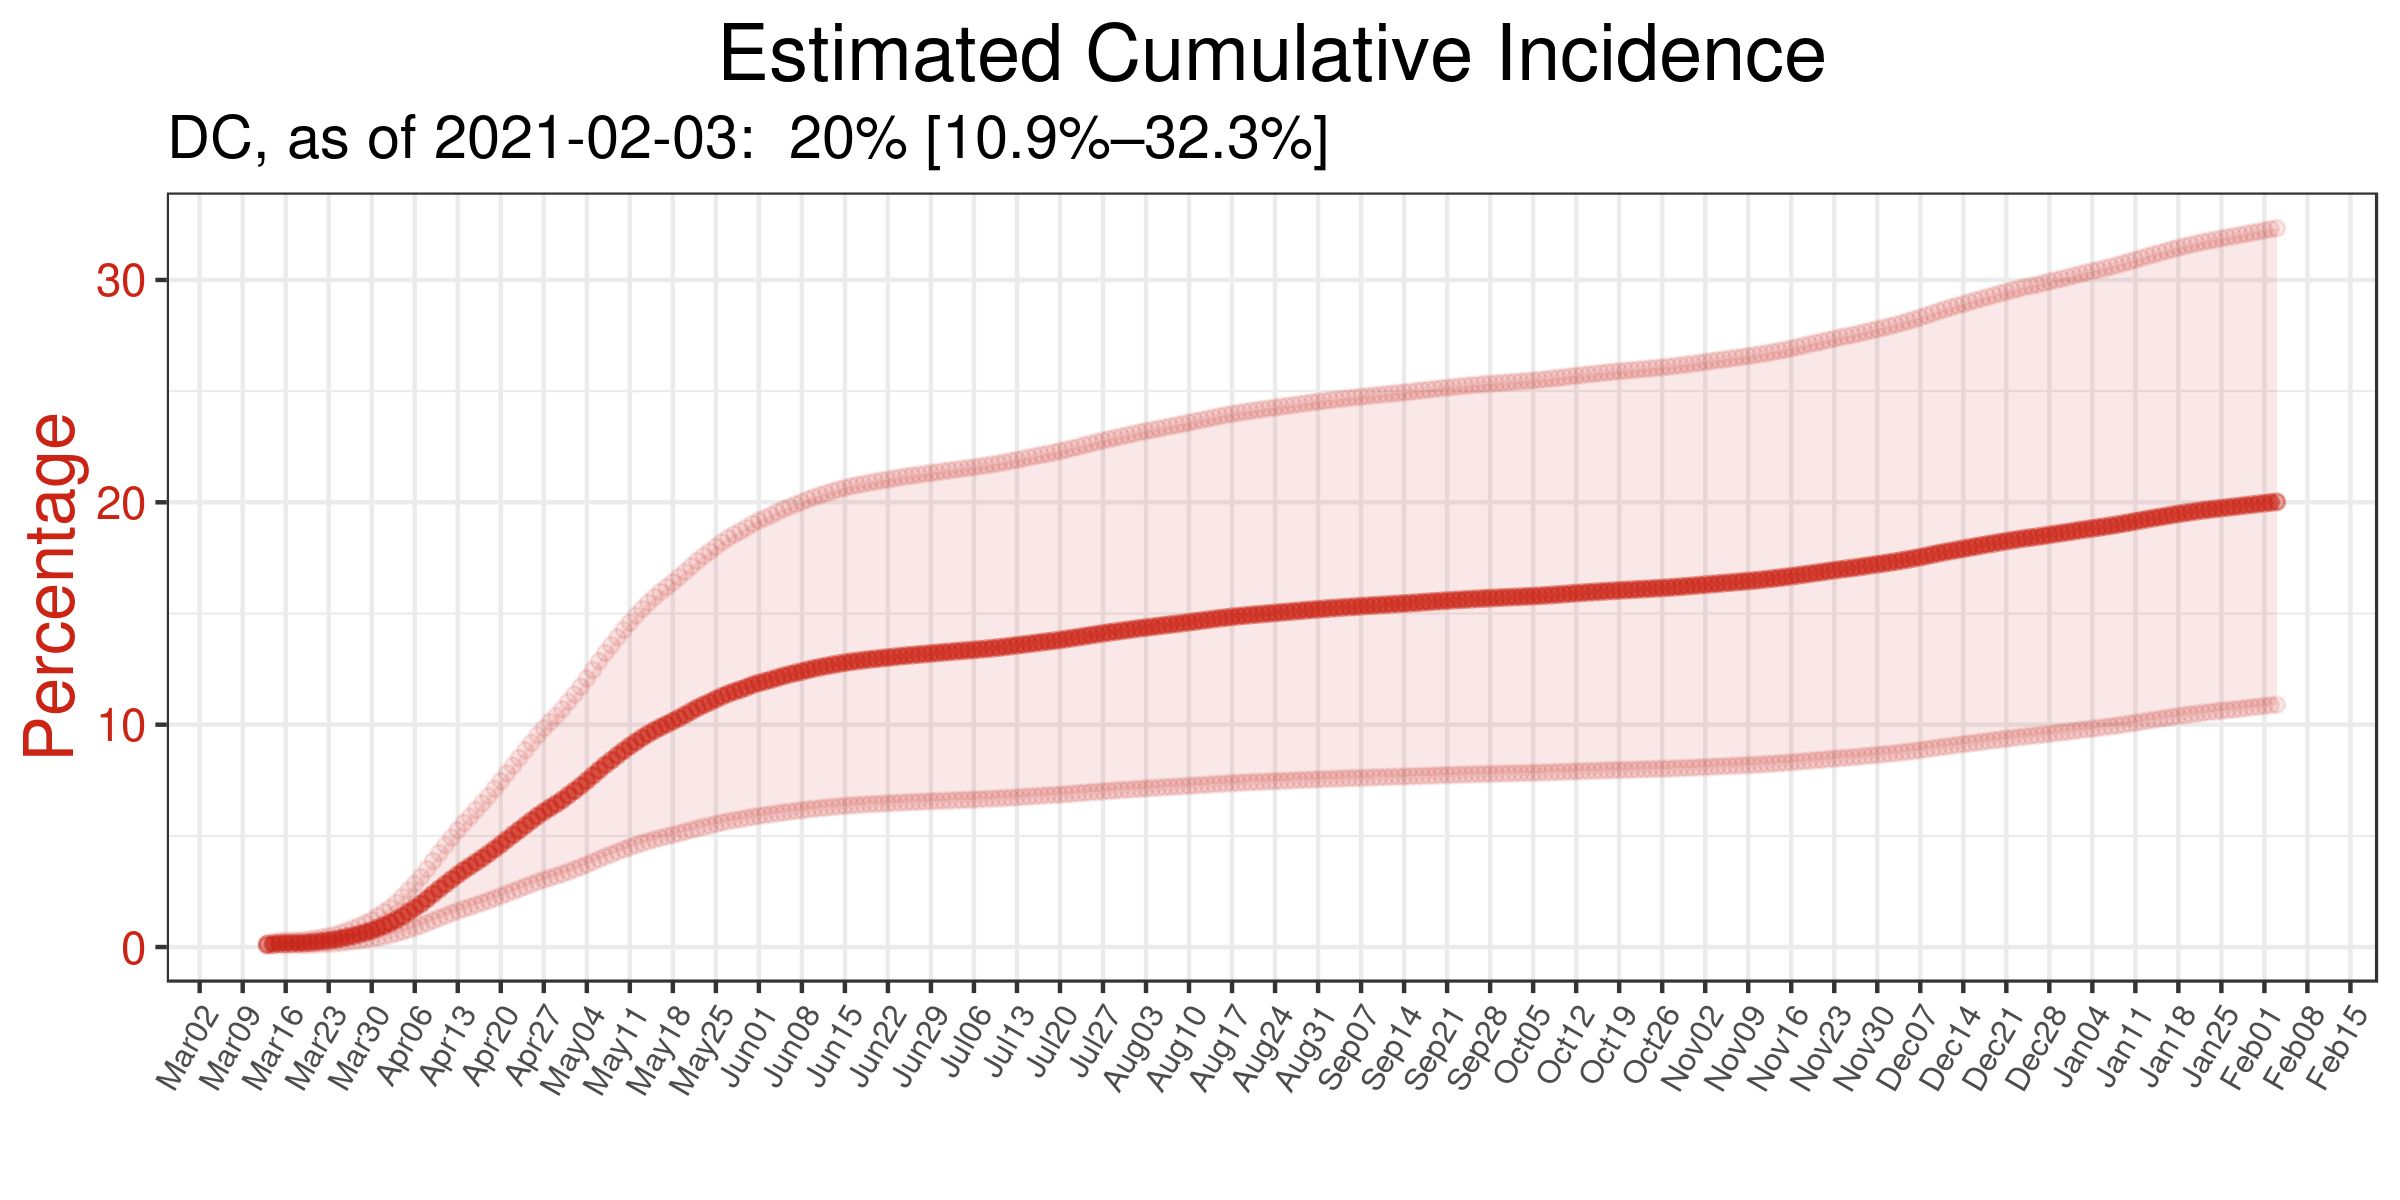 Estimated Cumulative Incidence
DC, as of 2021-02-03:  20% [10.9%–32.3%]
Percentage
30
20
10
0
Mar02
Mar09
Mar16
Mar23
Mar30
Apr06
Apr13
Apr20
Apr27
May04
May11
May18
May25
Jun01
Jun08
Jun15
Jun22
Jun29
Jul06
Jul13
Jul20
Jul27
Aug03
Aug10
Aug17
Aug24
Aug31
Sep07
Sep14
Sep21
Sep28
Oct05
Oct12
Oct19
Oct26
Nov02
Nov09
Nov16
Nov23
Nov30
Dec07
Dec14
Dec21
Dec28
Jan04
Jan11
Jan18
Jan25
Feb01
Feb08
Feb15